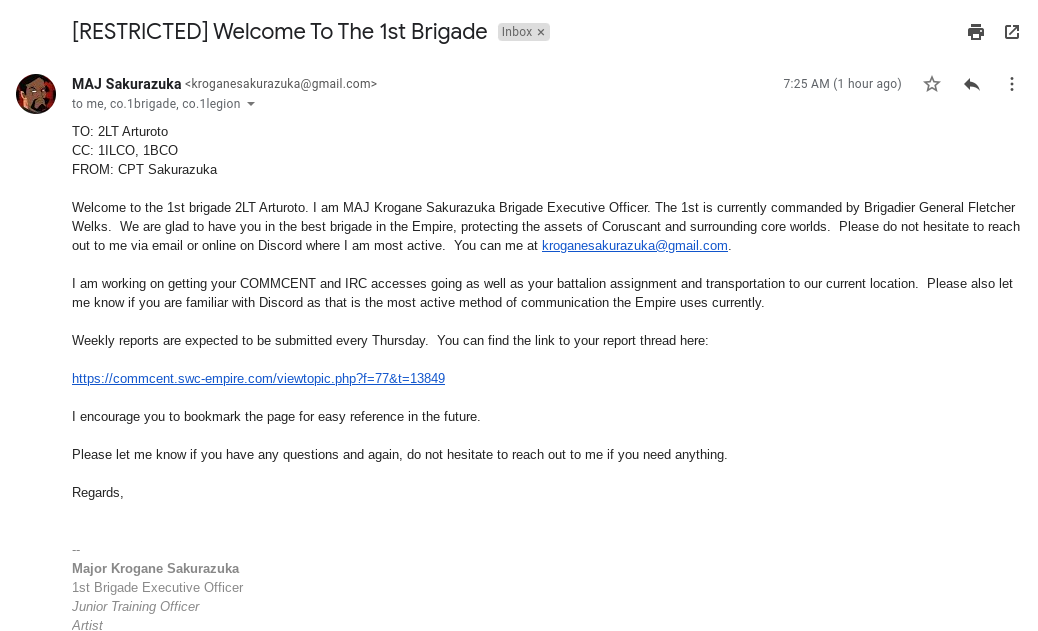 [RESTRICTED] Welcome To The 1st Brigade Inbox ×
MAJ Sakurazuka <kroganesakurazuka@gmail.com> 7:25 AM (1 hour ago)
to me, co.1brigade, co.1legion
TO: 2LT Arturoto
CC: 1ILCO, 1BCO
FROM: CPT Sakurazuka
Welcome to the 1st brigade 2LT Arturoto. I am MAJ Krogane Sakurazuka Brigade Executive Officer. The 1st is currently commanded by Brigadier General Fletcher
Welks.  We are glad to have you in the best brigade in the Empire, protecting the assets of Coruscant and surrounding core worlds.  Please do not hesitate to reach
out to me via email or online on Discord where I am most active.  You can me at kroganesakurazuka@gmail.com.
I am working on getting your COMMCENT and IRC accesses going as well as your battalion assignment and transportation to our current location.  Please also let
me know if you are familiar with Discord as that is the most active method of communication the Empire uses currently.
Weekly reports are expected to be submitted every Thursday.  You can find the link to your report thread here:
https://commcent.swc-empire.com/viewtopic.php?f=77&t=13849
I encourage you to bookmark the page for easy reference in the future.
Please let me know if you have any questions and again, do not hesitate to reach out to me if you need anything.
Regards,
--
Major Krogane Sakurazuka
1st Brigade Executive Officer
Junior Training Officer
Artist